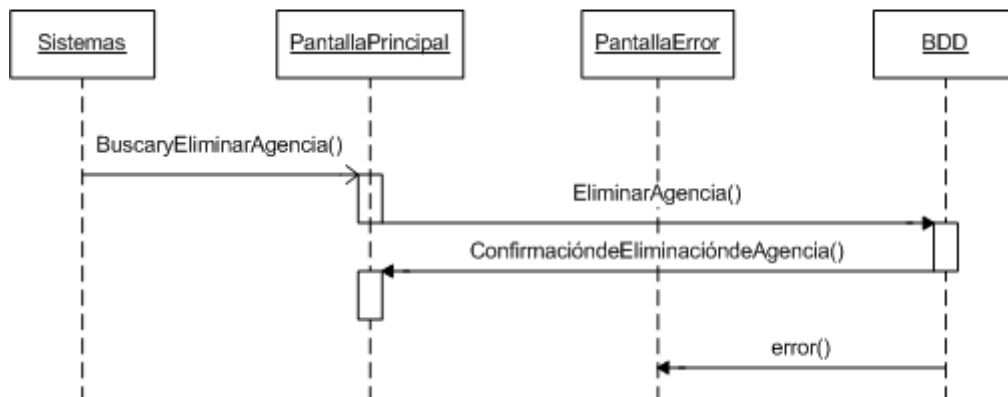 Sistemas
PantallaPrincipal
PantallaError
BDD
BuscaryEliminarAgencia()
EliminarAgencia()
ConfirmacióndeEliminacióndeAgencia()
error()